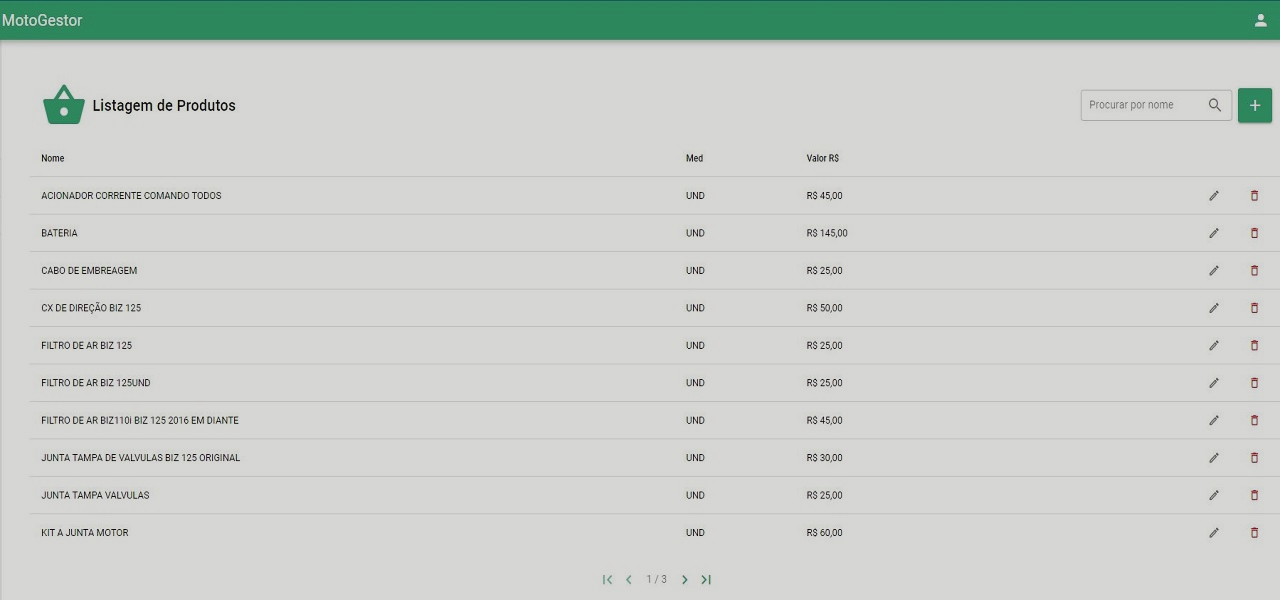 MotoGestor
Listagem de Produtos
Procurar por nome
Nome Med Valor R$
ACIONADOR CORRENTE COMANDO TODOS UND R$ 45,00
BATERIA UND R$ 145,00
CABO DE EMBREAGEM UND R$ 25,00
CX DE DIREÇÃO BIZ 125 UND R$ 50,00
FILTRO DE AR BIZ 125 UND R$ 25,00
FILTRO DE AR BIZ 125UND UND R$ 25,00
FILTRO DE AR BIZ110i BIZ 125 2016 EM DIANTE UND R$ 45,00
JUNTA TAMPA DE VALVULAS BIZ 125 ORIGINAL UND R$ 30,00
JUNTA TAMPA VALVULAS UND R$ 25,00
KIT A JUNTA MOTOR UND R$ 60,00
1 / 3